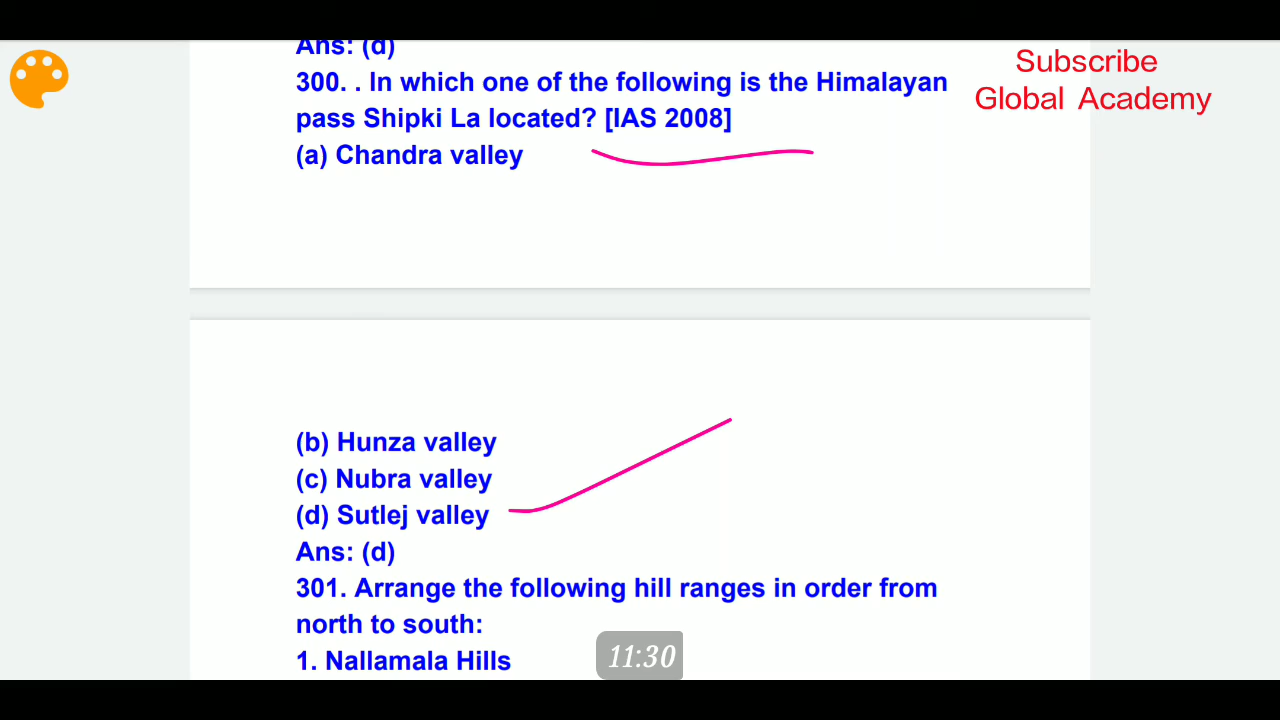 Ans: (d)
300. . In which one of the following is the Himalayan
pass Shipki La located? [IAS 2008]
(a) Chandra valley
Subscribe
Global Academy
(b) Hunza valley
(c) Nubra valley
(d) Sutlej valley
Ans: (d)
301. Arrange the following hill ranges in order from
north to south:
1. Nallamala Hills
11:30